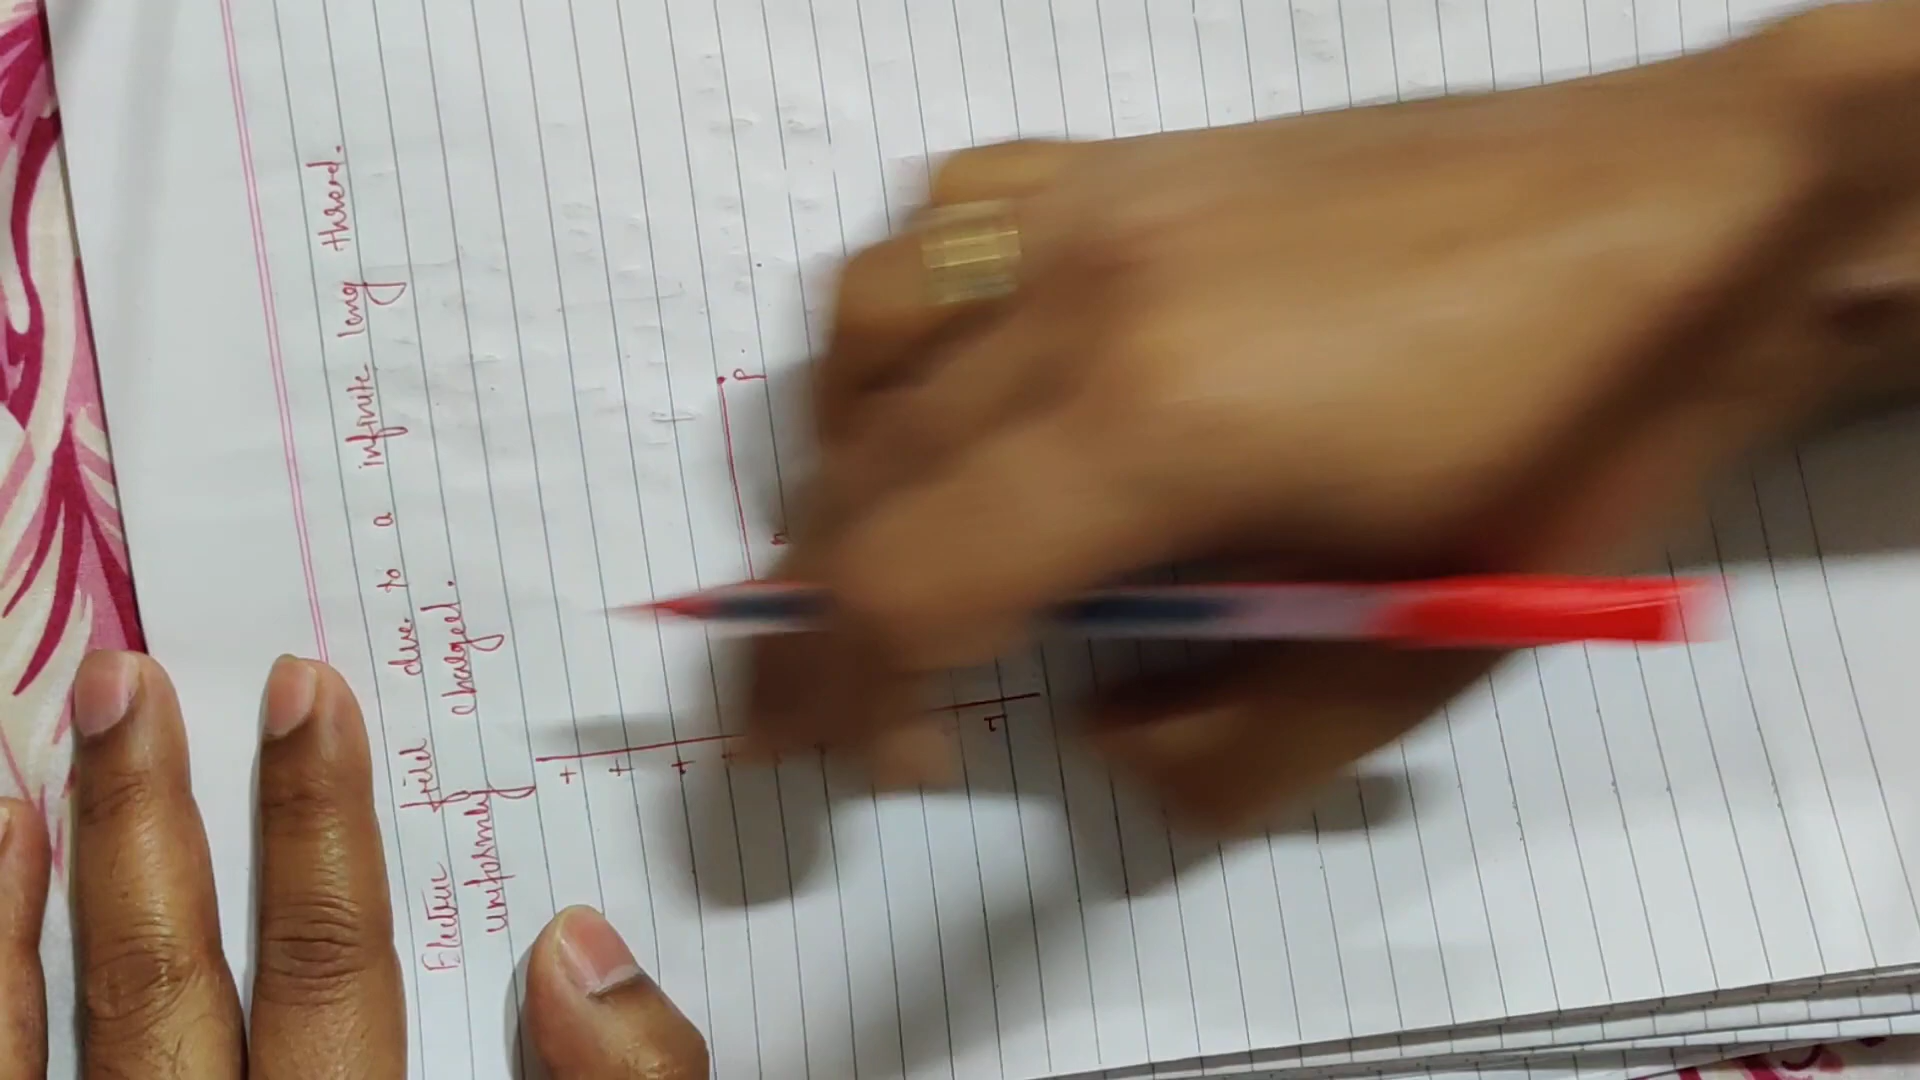 Electric field due to a infinite long thread.
uniformly charged.
P
r
+
+
+
+